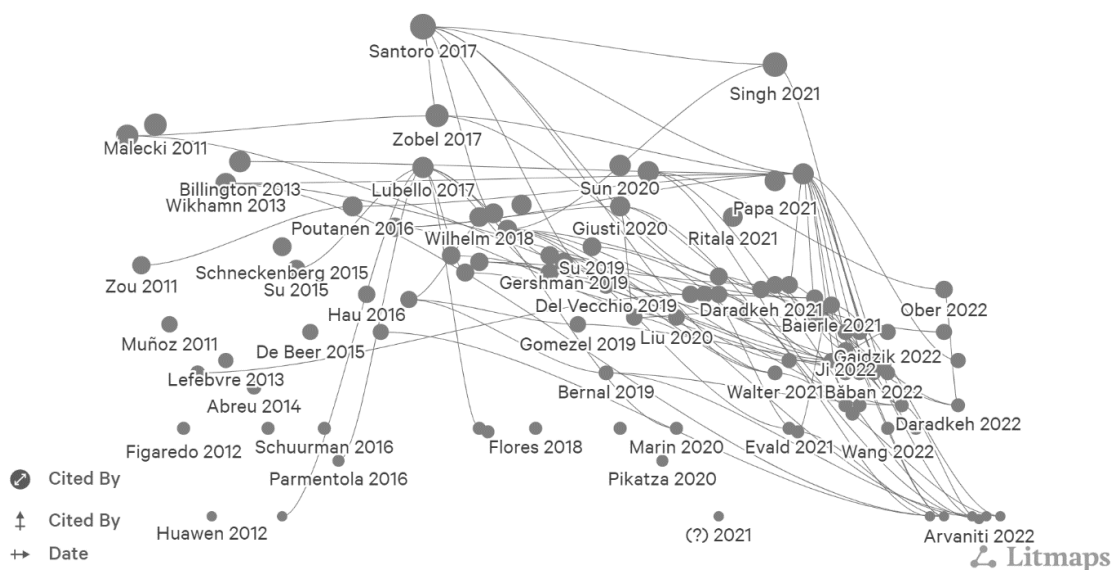 Santoro 2017
Singh 2021
Zobel 2017
Malecki 2011
Billington 2013
Lubello 2017
Sun 2020
Wikhamn 2013
Papa 2021
Poutanen 2016
Wilhelm 2018
Giusti 2020
Ritala 2021
Schneckenberg 2015
Su 2019
Zou 2011
Su 2015
Gershman 2019
Hau 2016
Del Vecchio 2019
Daradkeh 2021
Ober 2022
Baierle 2021
Muñoz 2011
De Beer 2015
Gomezel 2019
Liu 2020
Gajdzik 2022
Ji 2022
Lefebvre 2013
Bernal 2019
Walter 2021
Băban 2022
Abreu 2014
Daradkeh 2022
Figaredo 2012
Schuurman 2016
Flores 2018
Marin 2020
Evald 2021
Wang 2022
Cited By
Parmentola 2016
Pikatza 2020
Cited By
Huawen 2012
(?) 2021
Arvaniti 2022
Date
Litmaps